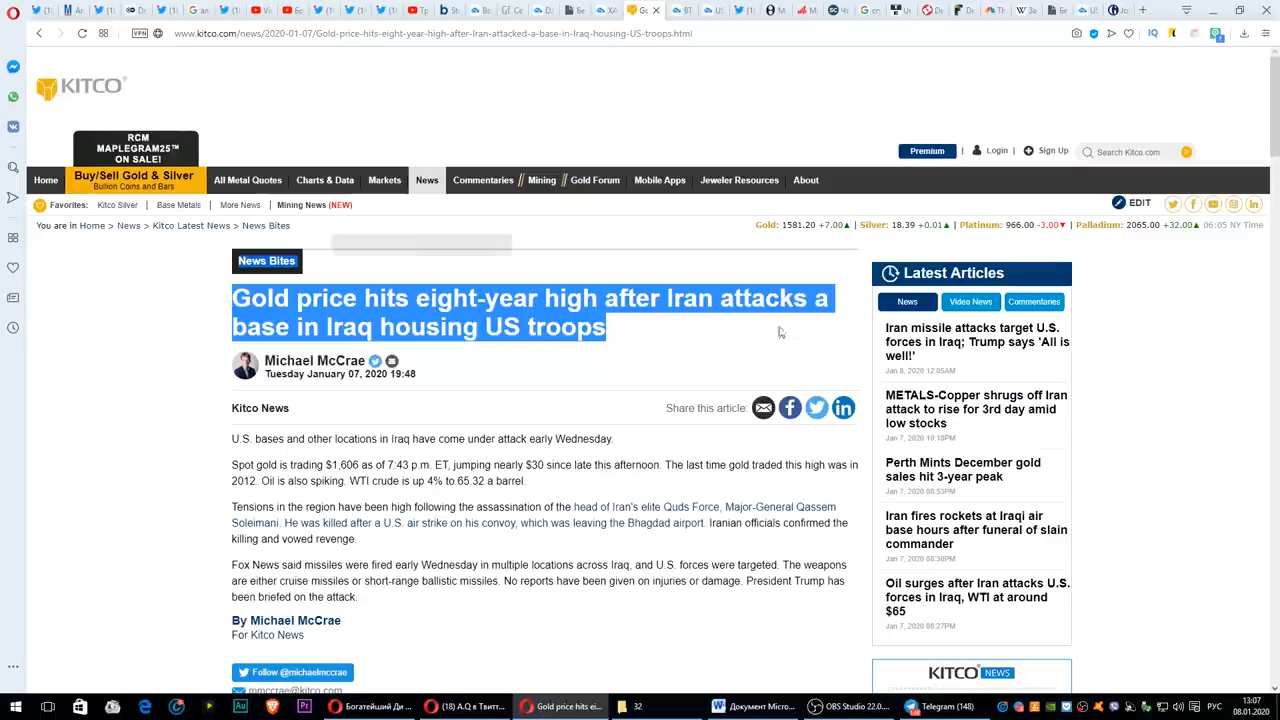 www.kitco.com/news/2020-01-07/Gold-price-hits-eight-year-high-after-Iran-attacked-a-base-in-Iraq-housing-US-troops.html
VPN
KITCO
RCM
MAPLEGRAM25™
ON SALE!
Premium | Login | Sign Up Search Kitco.com
Home
Buy/Sell Gold & Silver
Bullion Coins and Bars
All Metal Quotes Charts & Data Markets News Commentaries Mining Gold Forum Mobile Apps Jeweler Resources About
Favorites: Kitco Silver | Base Metals | More News | Mining News (NEW)
EDIT
You are in Home > News > Kitco Latest News > News Bites
Gold: 1581.20 +7.00▲ | Silver: 18.39 +0.01▲ | Platinum: 966.00 -3.00▼ | Palladium: 2065.00 +32.00▲ 06:05 NY Time
News Bites
Gold price hits eight-year high after Iran attacks a
base in Iraq housing US troops
Michael McCrae
Tuesday January 07, 2020 19:48
Kitco News
Share this article:
U.S. bases and other locations in Iraq have come under attack early Wednesday.
Spot gold is trading $1,606 as of 7.43 p.m. ET, jumping nearly $30 since late this afternoon. The last time gold traded this high was in
2012. Oil is also spiking. WTI crude is up 4% to 65.32 a barrel.
Tensions in the region have been high following the assassination of the head of Iran's elite Quds Force, Major-General Qassem
Soleimani. He was killed after a U.S. air strike on his convoy, which was leaving the Bhagdad airport. Iranian officials confirmed the
killing and vowed revenge.
Fox News said missiles were fired early Wednesday in multiple locations across Iraq, and U.S. forces were targeted. The weapons
are either cruise missiles or short-range ballistic missiles. No reports have been given on injuries or damage. President Trump has
been briefed on the attack.
By Michael McCrae
For Kitco News
Follow @michaelmccrae
mmccrae@kitco.com
Latest Articles
News Video News Commentaries
Iran missile attacks target U.S.
forces in Iraq; Trump says 'All is
well!'
Jan 8, 2020 12:05AM
METALS-Copper shrugs off Iran
attack to rise for 3rd day amid
low stocks
Jan 7, 2020 10:18PM
Perth Mints December gold
sales hit 3-year peak
Jan 7, 2020 08:53PM
Iran fires rockets at Iraqi air
base hours after funeral of slain
commander
Jan 7, 2020 08:30PM
Oil surges after Iran attacks U.S.
forces in Iraq, WTI at around
$65
Jan 7, 2020 08:27PM
KITCO NEWS
Богатейший Ди ...
(18) A.Q в Твитт...
Gold price hits ei...
32
Документ Micro...
OBS Studio 22.0....
Telegram (148)
РУС
13:07
08.01.2020